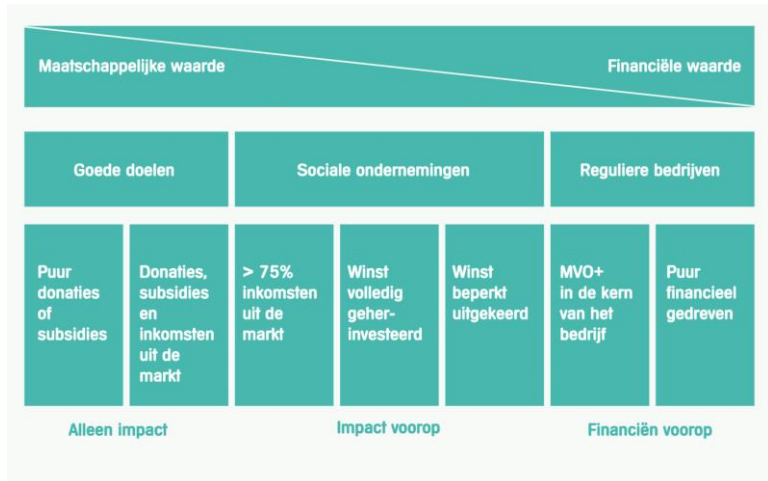 Maatschappelijke waarde
Financiële waarde
Goede doelen
Sociale ondernemingen
Reguliere bedrijven
Puur
donaties
of
subsidies
Donaties,
subsidies
en
inkomsten
uit de
markt
> 75%
inkomsten
uit de
markt
Winst
volledig
geher-
investeerd
Winst
beperkt
uitgekeerd
MVO+
in de kern
van het
bedrijf
Puur
financieel
gedreven
Alleen impact
Impact voorop
Financiën voorop